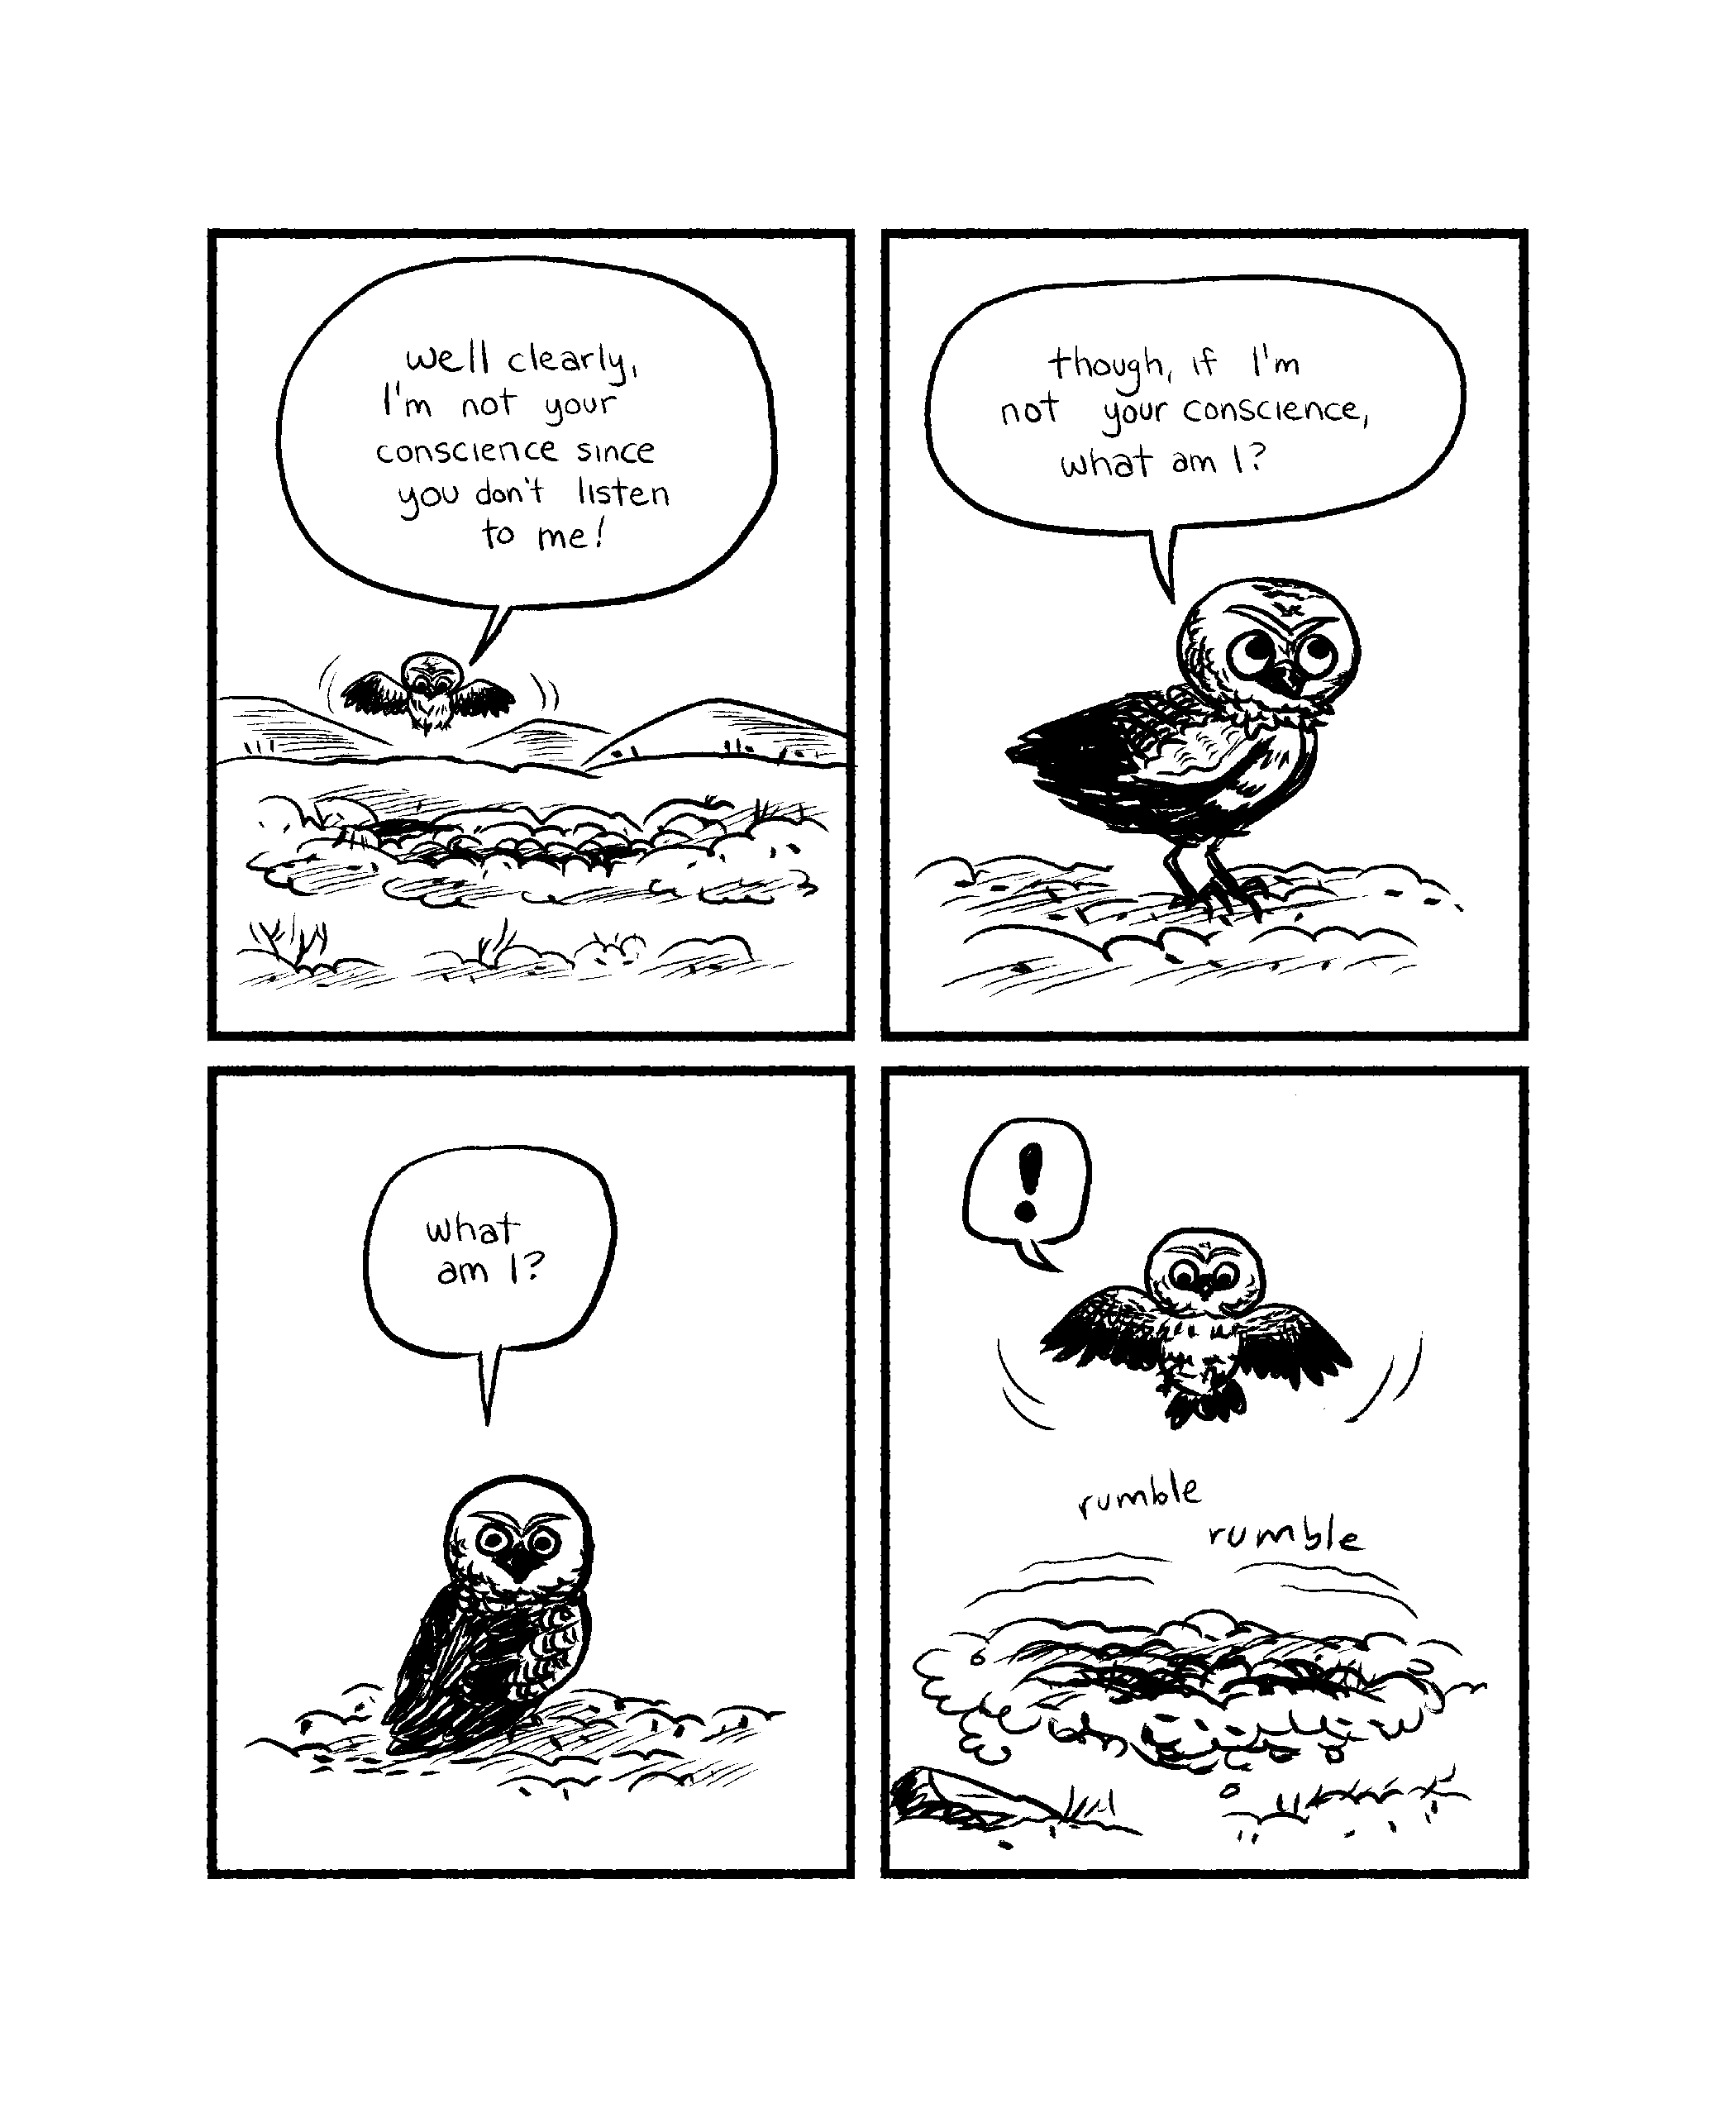 well clearly,
I'm not your
conscience since
you don't listen
to me!
though, if I'm
not your conscience,
what am I?
what
am I?
!
rumble
rumble